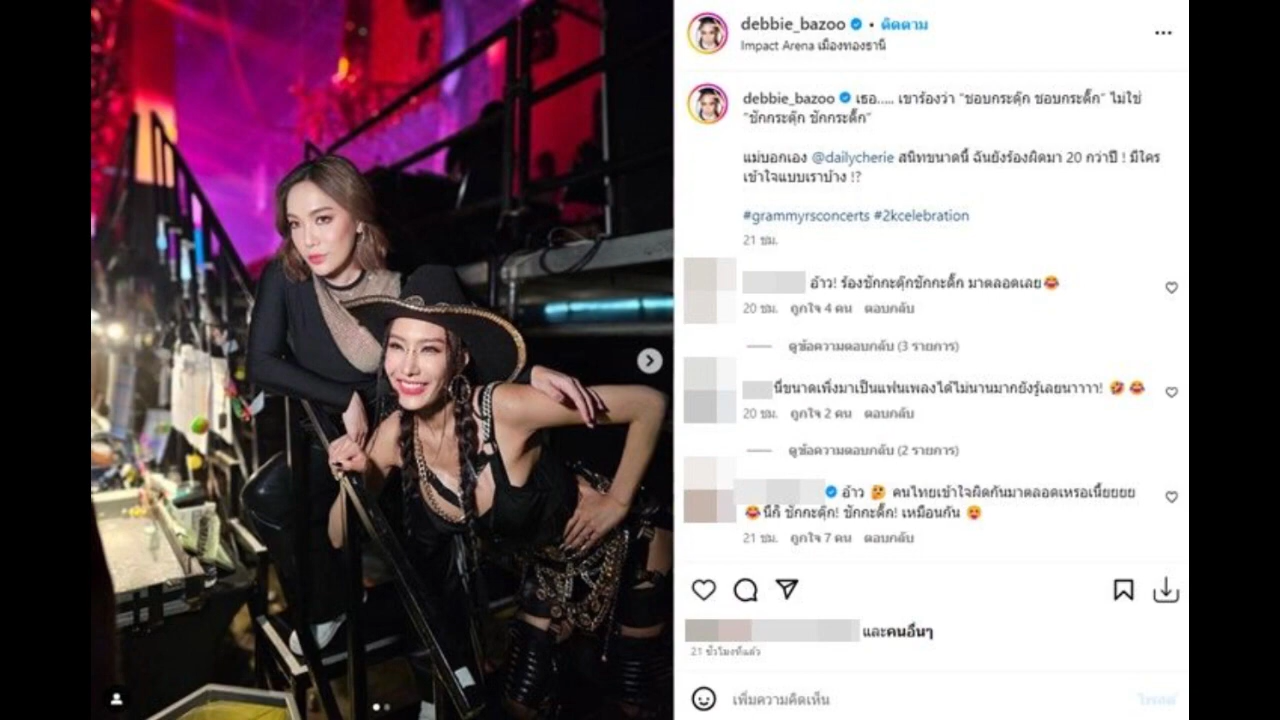 debbie_bazoo • ติดตาม
Impact Arena เมืองทองธานี
debbie_bazoo เธอ..... เขาร้องว่า "ชอบกระตุ๊ก ชอบกระติ๊ก" ไม่ใช่
"ชักกระตุ๊ก ชักกระติ๊ก"
แม่บอกเอง @dailycherie สนิทขนาดนี้ ฉันยังร้องผิดมา 20 กว่าปี ! มีใคร
เข้าใจแบบเราบ้าง !?
#grammyrsconcerts #2kcelebration
21 ชม.
อ้าว! ร้องชักกะตุ๊กชักกะติ๊ก มาตลอดเลย😂
20 ชม. ถูกใจ 4 คน ตอบกลับ
ดูข้อความตอบกลับ (3 รายการ)
นี่ขนาดเพิ่งมาเป็นแฟนเพลงได้ไม่นานมากยังรู้เลยนาาาา! 🤣 😂
20 ชม. ถูกใจ 2 คน ตอบกลับ
ดูข้อความตอบกลับ (2 รายการ)
อ้าว 🤔 คนไทยเข้าใจผิดกันมาตลอดเหรอเนี้ยยยย
😂นี่ก็ ชักกะตุ๊ก! ชักกะติ๊ก! เหมือนกัน 🥵
21 ชม. ถูกใจ 7 คน ตอบกลับ
และคนอื่นๆ
21 ชั่วโมงที่แล้ว
เพิ่มความคิดเห็น
โพสต์